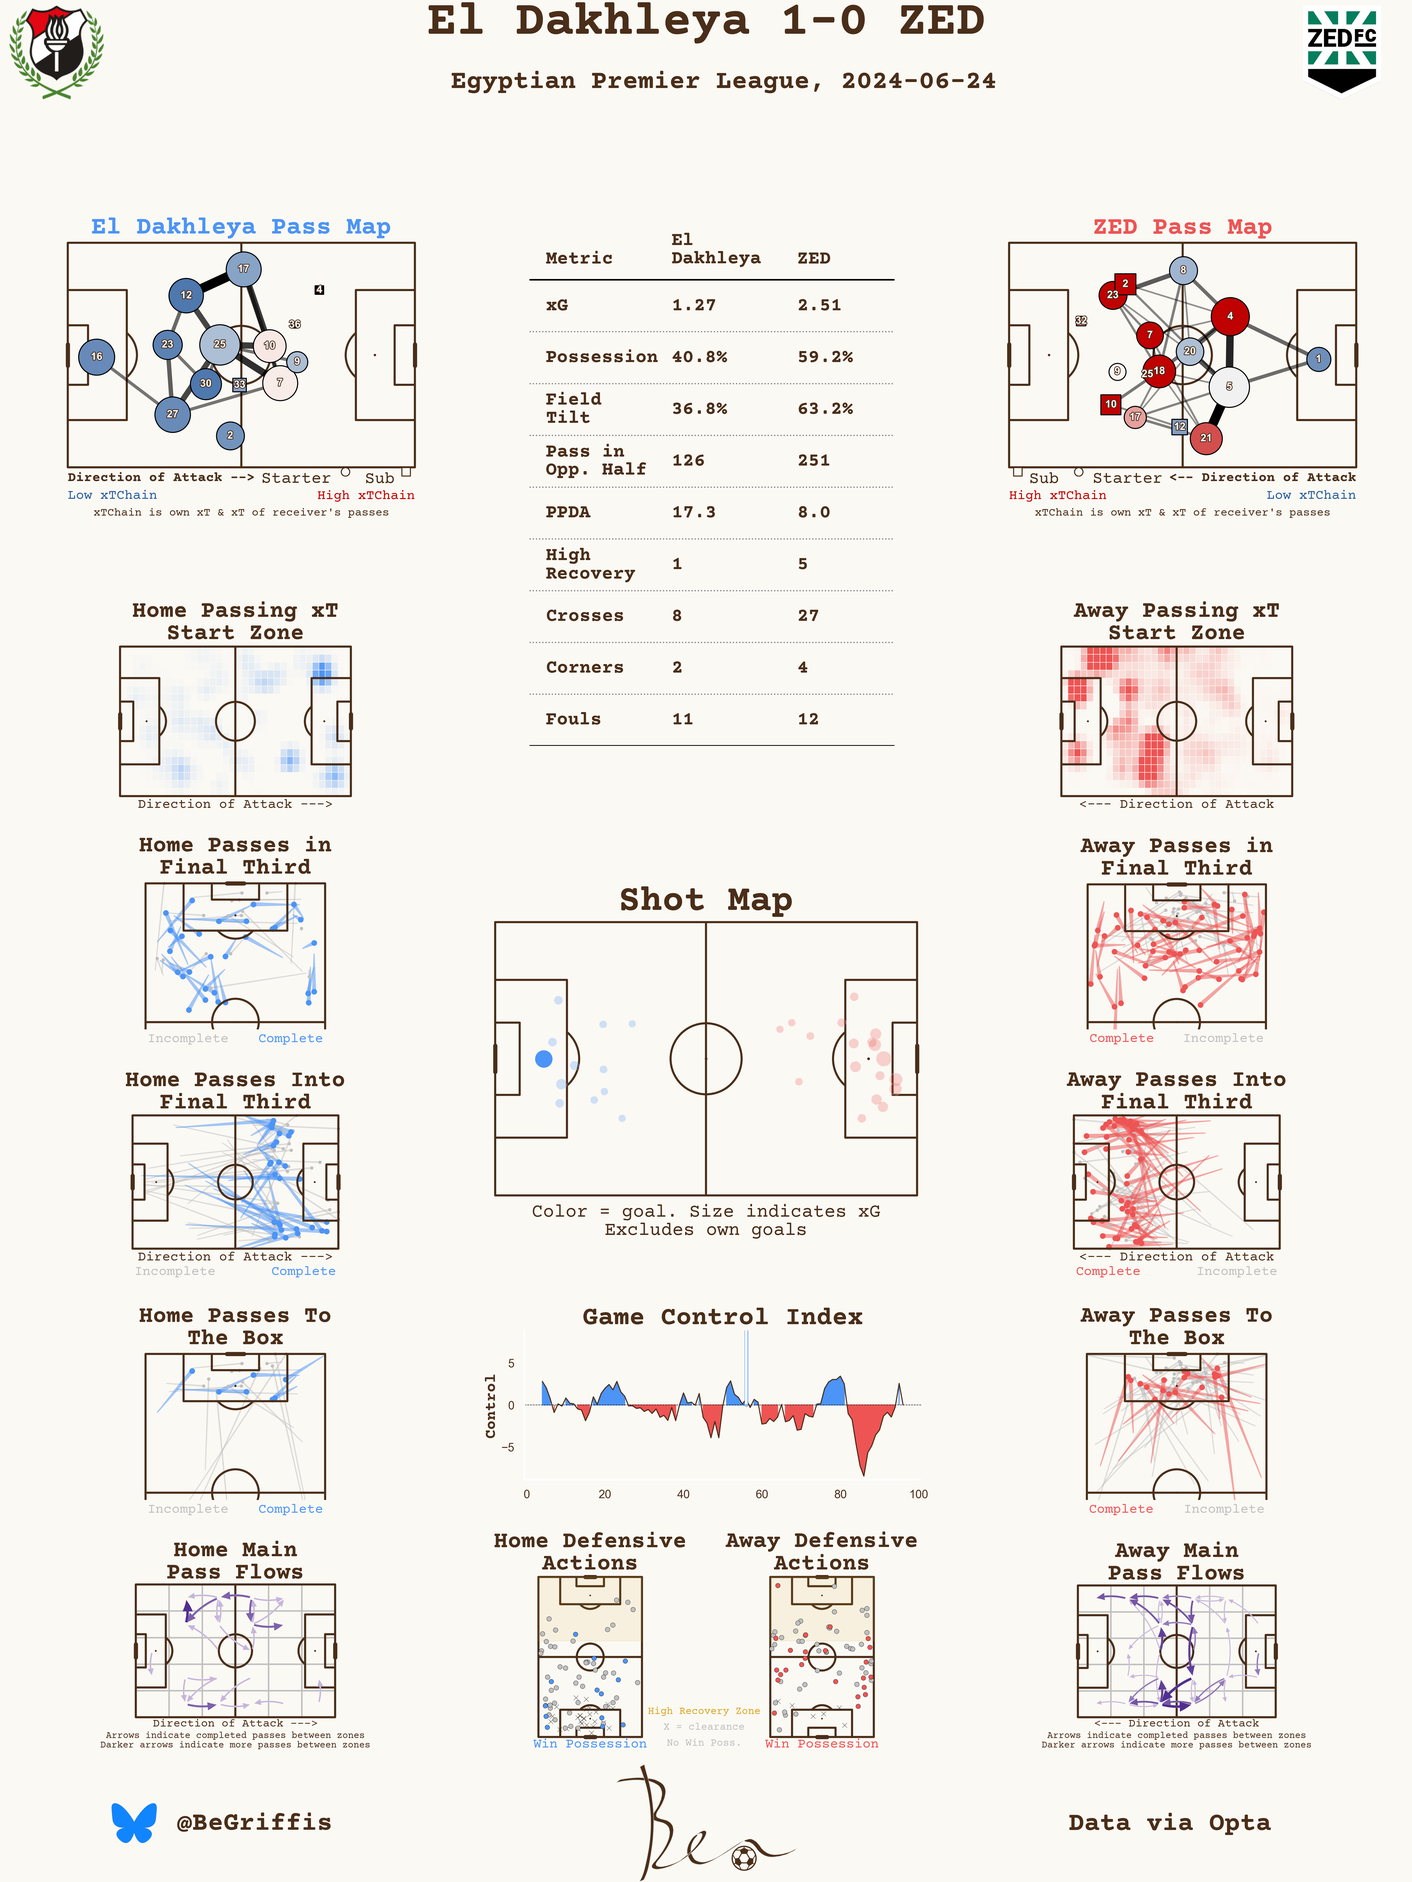 El Dakhleya 1-0 ZED
Egyptian Premier League, 2024-06-24
ZEDFC
El Dakhleya Pass Map
17
12
4
36
23
25
10
9
16
30
33
7
27
2
Direction of Attack --> Starter Sub
Low xTChain High xTChain
xTChain is own xT & xT of receiver's passes
Metric El Dakhleya ZED
xG 1.27 2.51
Possession 40.8% 59.2%
Field Tilt 36.8% 63.2%
Pass in Opp. Half 126 251
PPDA 17.3 8.0
High Recovery 1 5
Crosses 8 27
Corners 2 4
Fouls 11 12
ZED Pass Map
8
2
23
32
4
7
20
1
9
2518
5
10
17
12
21
Sub Starter <-- Direction of Attack
High xTChain Low xTChain
xTChain is own xT & xT of receiver's passes
Home Passing xT
Start Zone
Direction of Attack --->
Away Passing xT
Start Zone
<--- Direction of Attack
Home Passes in
Final Third
Incomplete Complete
Away Passes in
Final Third
Complete Incomplete
Shot Map
Color = goal. Size indicates xG
Excludes own goals
Home Passes Into
Final Third
Direction of Attack --->
Incomplete Complete
Away Passes Into
Final Third
<--- Direction of Attack
Complete Incomplete
Home Passes To
The Box
Incomplete Complete
Game Control Index
Control
5
0
−5
0 20 40 60 80 100
Away Passes To
The Box
Complete Incomplete
Home Main
Pass Flows
Direction of Attack --->
Arrows indicate completed passes between zones
Darker arrows indicate more passes between zones
Home Defensive
Actions
Win Possession
Away Defensive
Actions
Win Possession
High Recovery Zone
X = clearance
No Win Poss.
Away Main
Pass Flows
<--- Direction of Attack
Arrows indicate completed passes between zones
Darker arrows indicate more passes between zones
@BeGriffis
Ben
Data via Opta